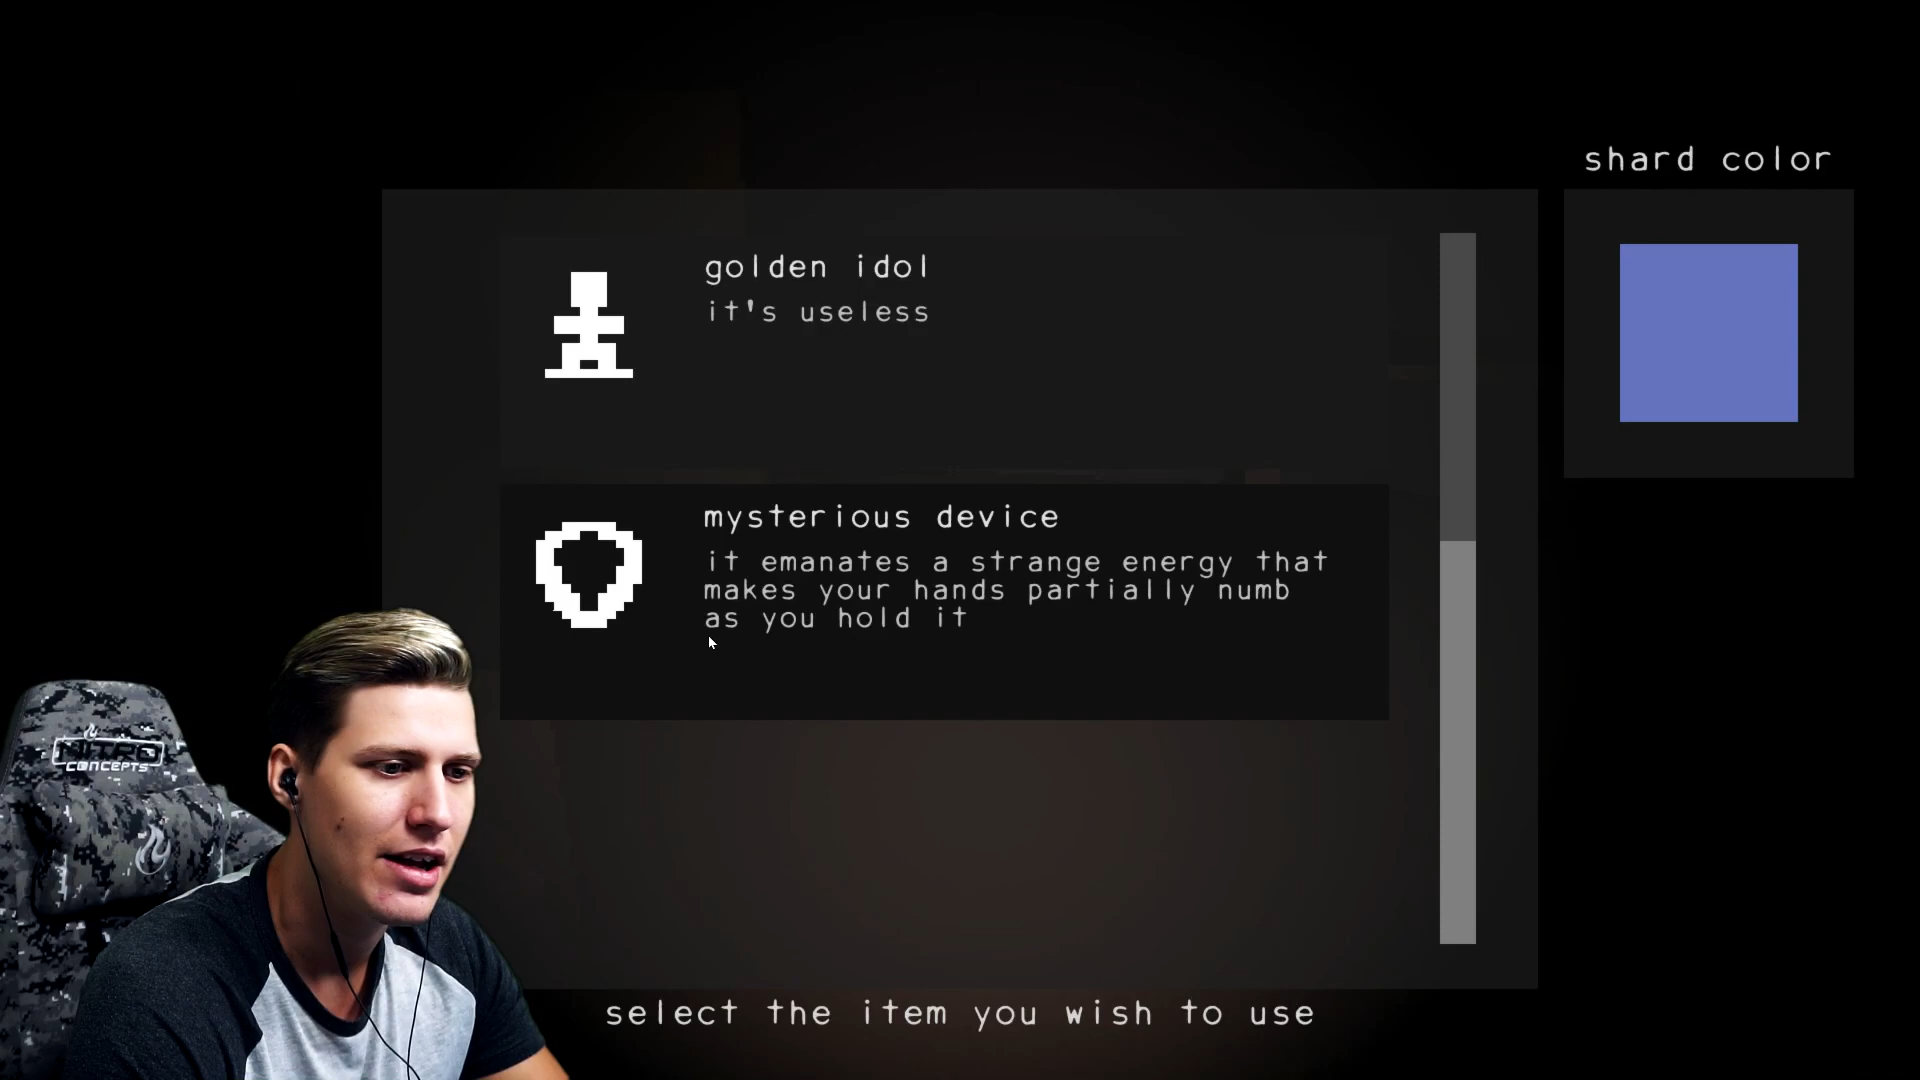 shard color
golden idol
it's useless
mysterious device
it emanates a strange energy that
makes your hands partially numb
as you hold it
select the item you wish to use
NITRO
CONCEPTS